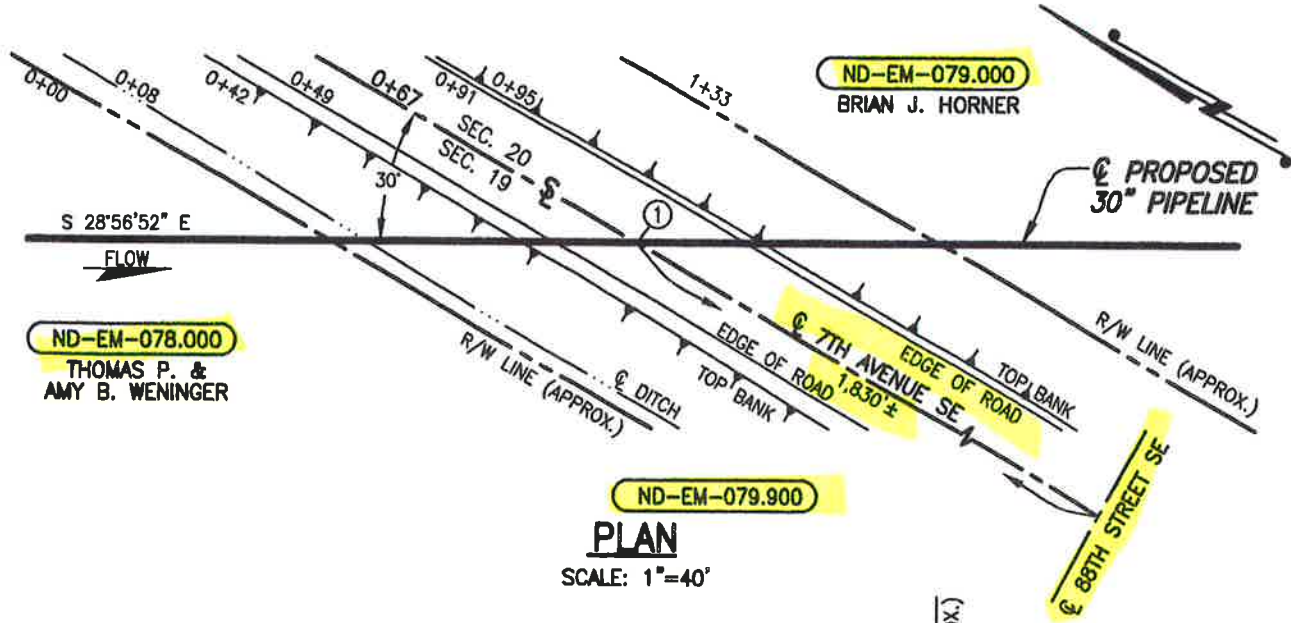 0+00
0+08
0+42
0+49
0+67
0+91
0+95
1+33
ND-EM-079.000
BRIAN J. HORNER
SEC. 20
SEC. 19
30°
①
℄ PROPOSED
30" PIPELINE
S 28°56'52" E
FLOW
ND-EM-078.000
THOMAS P. &
AMY B. WENINGER
R/W LINE (APPROX.)
℄ DITCH
TOP BANK
EDGE OF ROAD
℄ 7TH AVENUE SE
1,830'±
EDGE OF ROAD
TOP BANK
R/W LINE (APPROX.)
℄ 88TH STREET SE
ND-EM-079.900
PLAN
SCALE: 1"=40'